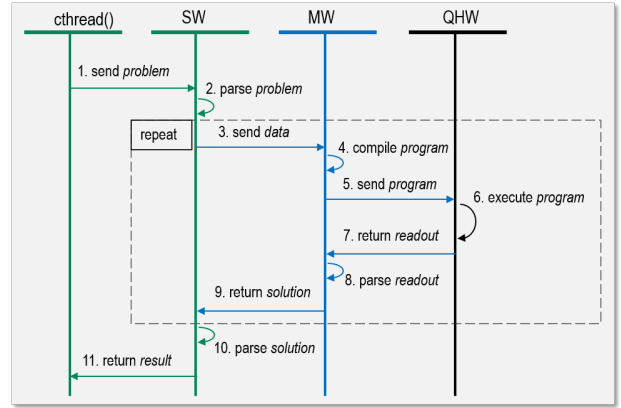 cthread()
SW
MW
QHW
1. send problem
2. parse problem
repeat
3. send data
4. compile program
5. send program
6. execute program
7. return readout
8. parse readout
9. return solution
10. parse solution
11. return result